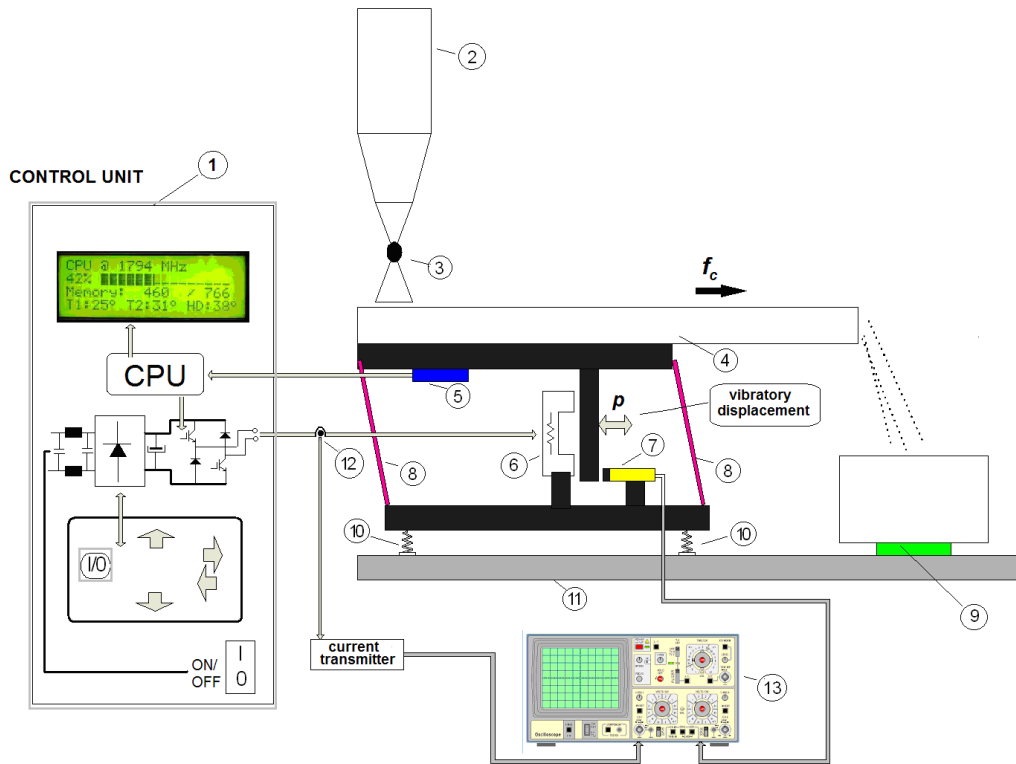 2
1
CONTROL UNIT
3
CPU @ 1794 MHz
42%
Memory: 460 / 766
T1:25° T2:31° HD:38°
f_c
4
CPU
5
p
vibratory
displacement
6
7
12
8
8
10
10
I/O
11
9
ON/
OFF
I
0
current
transmitter
13
Oscilloscope